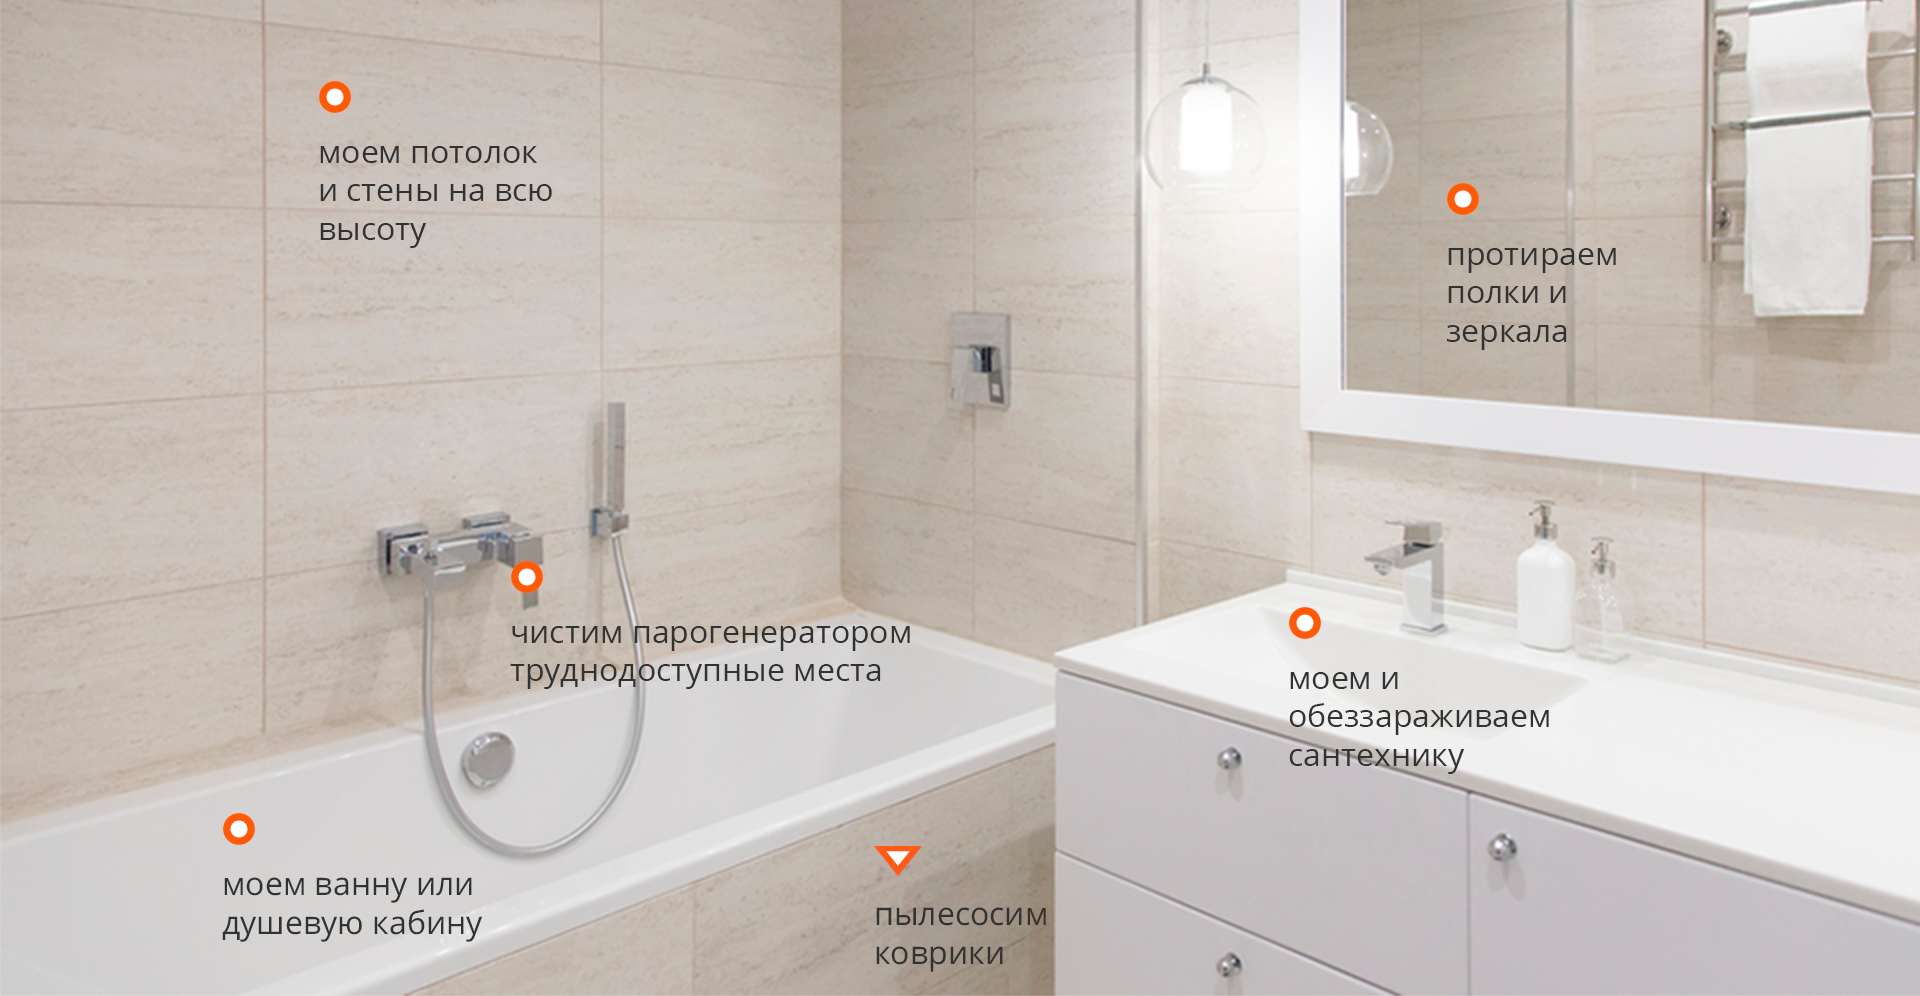 моем потолок
и стены на всю
высоту
протираем
полки и
зеркала
чистим парогенератором
труднодоступные места
моем и
обеззараживаем
сантехнику
моем ванну или
душевую кабину
пылесосим
коврики